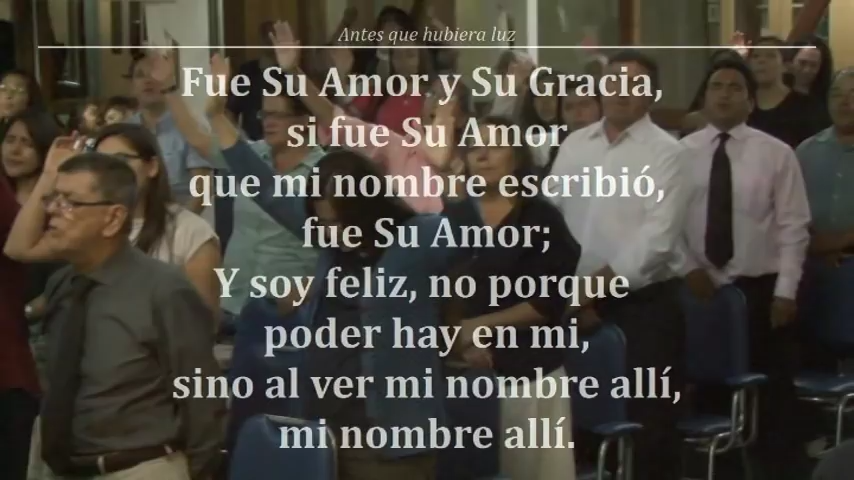 Antes que hubiera luz
Fue Su Amor y Su Gracia,
si fue Su Amor
que mi nombre escribió,
fue Su Amor;
Y soy feliz, no porque
poder hay en mi,
sino al ver mi nombre allí,
mi nombre allí.